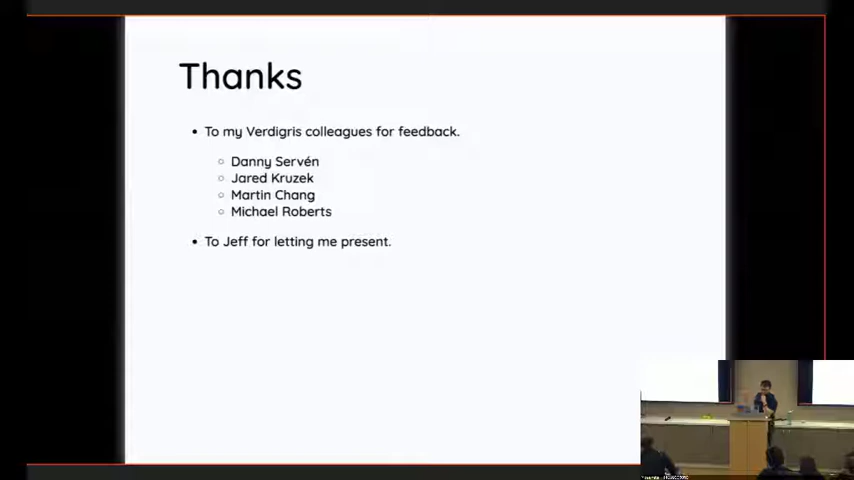 Thanks
To my Verdigris colleagues for feedback.
Danny Servén
Jared Kruzek
Martin Chang
Michael Roberts
To Jeff for letting me present.